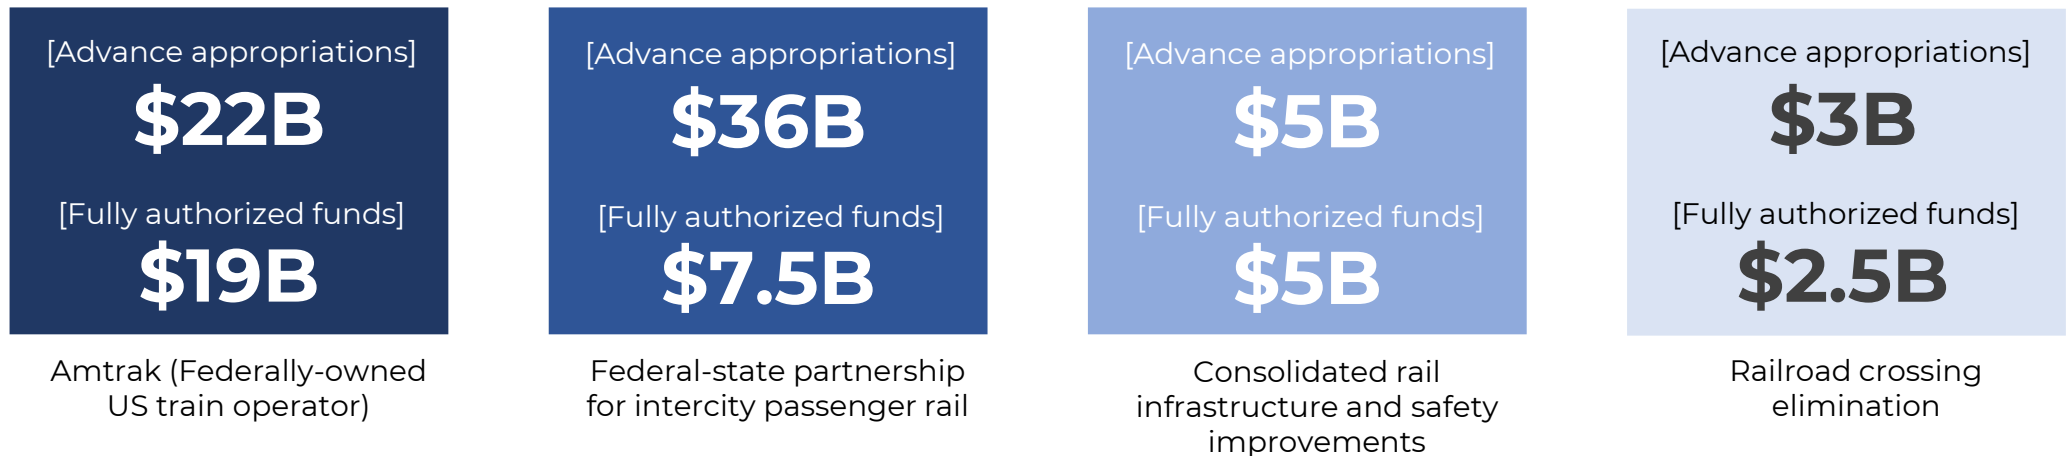 [Advance appropriations]
$22B
[Fully authorized funds]
$19B
Amtrak (Federally-owned
US train operator)
[Advance appropriations]
$36B
[Fully authorized funds]
$7.5B
Federal-state partnership
for intercity passenger rail
[Advance appropriations]
$5B
[Fully authorized funds]
$5B
Consolidated rail
infrastructure and safety
improvements
[Advance appropriations]
$3B
[Fully authorized funds]
$2.5B
Railroad crossing
elimination